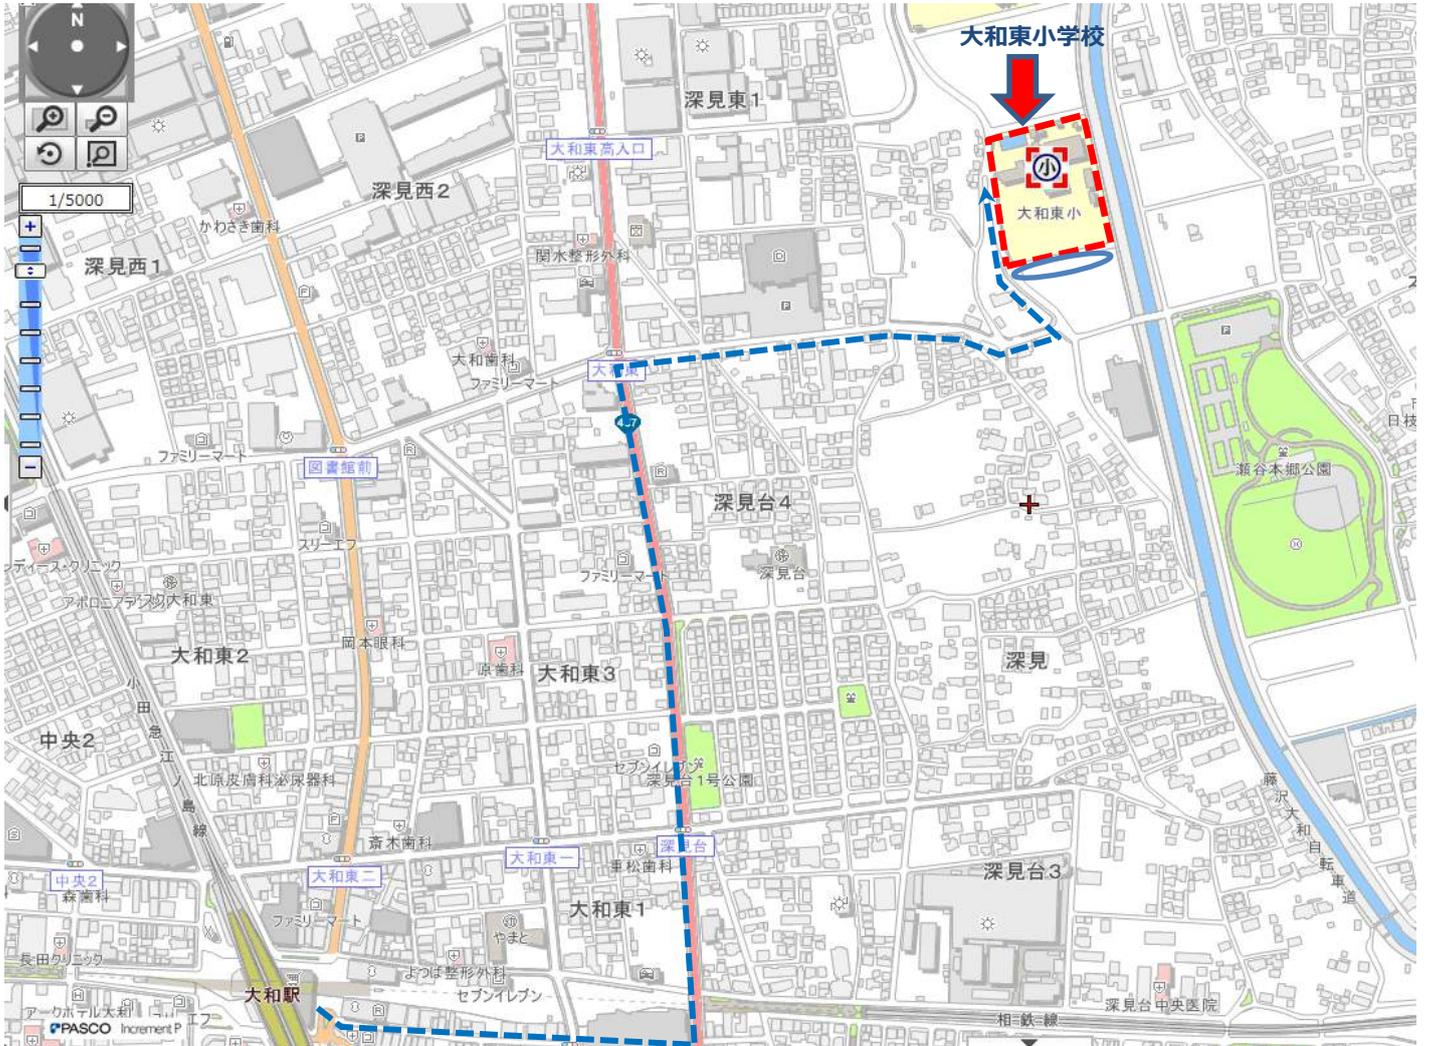 N
大和東小学校
深見東1
大和東高入口
1/5000
深見西2
かわさき歯科
小
大和東小
深見西1
関水整形外科
大和歯科
ファミリーマート
瀬谷本郷公園
ファミリーマート
図書館前
深見台4
スリーエフ
ファミリーマート
深見台
岡本眼科
大和東2
原歯科
大和東3
深見
中央2
小田急江ノ島線
北原皮膚科泌尿器科
セブンイレブン
深見台1号公園
藤沢大和自転車道
斎木歯科
大和東一
深見台
重松歯科
中央2
大和東二
森歯科
深見台3
大和東1
ファミリーマート
やまと
長田クリニック
よつば整形外科
大和駅
セブンイレブン
深見台中央医院
相鉄線
PASCO Increment P